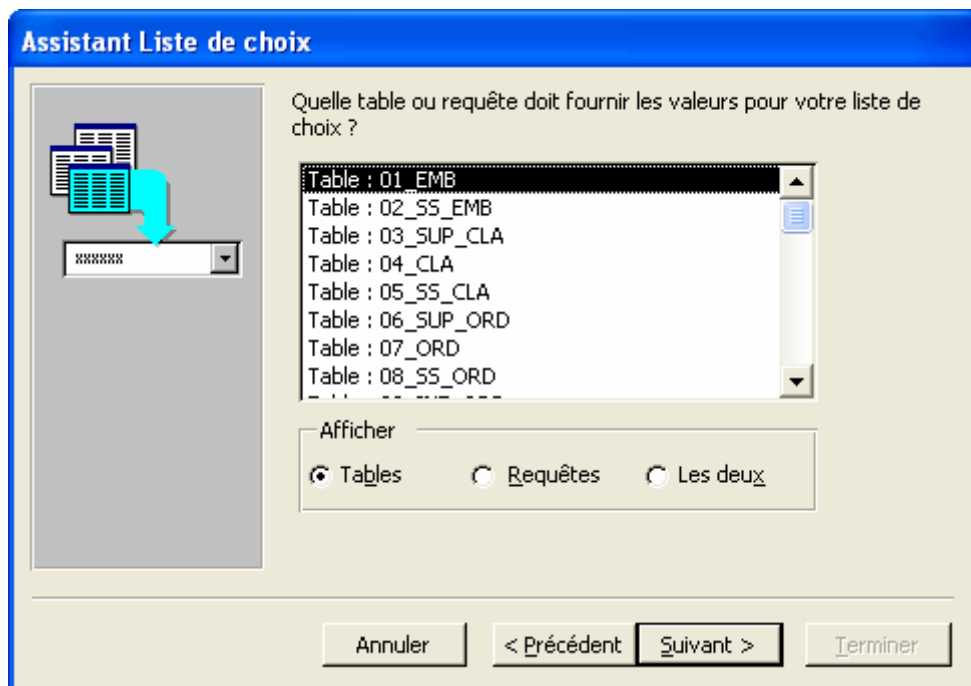 Assistant Liste de choix
Quelle table ou requête doit fournir les valeurs pour votre liste de
choix ?
xxxxxx
Table : 01_EMB
Table : 02_SS_EMB
Table : 03_SUP_CLA
Table : 04_CLA
Table : 05_SS_CLA
Table : 06_SUP_ORD
Table : 07_ORD
Table : 08_SS_ORD
Afficher
Tables Requêtes Les deux
Annuler < Précédent Suivant > Terminer